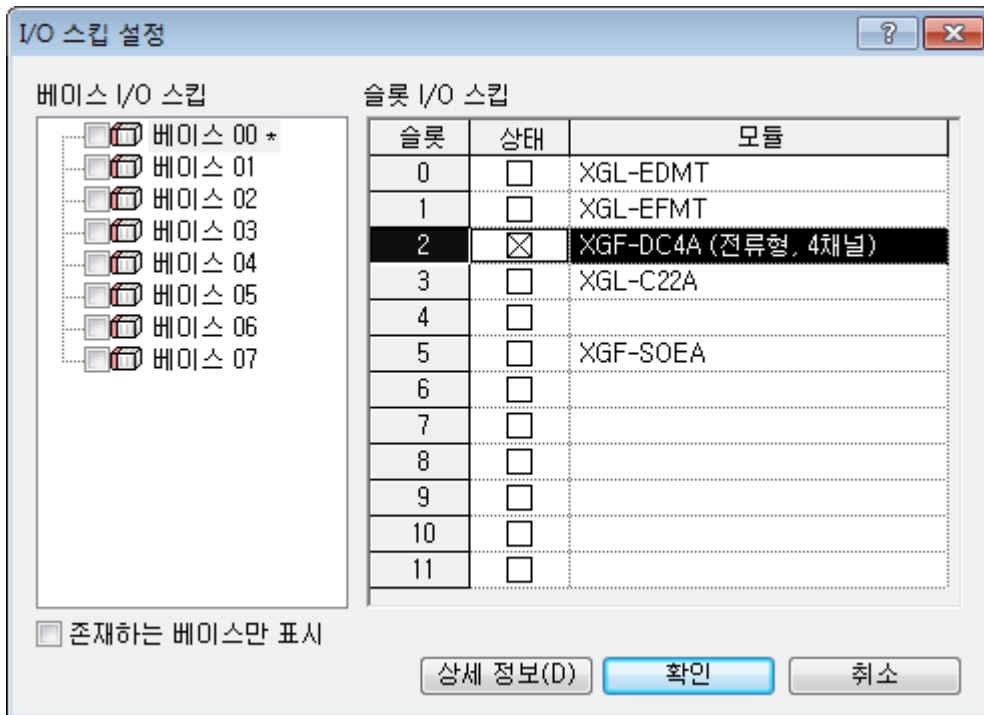 I/O 스킵 설정
베이스 I/O 스킵
베이스 00 *
베이스 01
베이스 02
베이스 03
베이스 04
베이스 05
베이스 06
베이스 07
존재하는 베이스만 표시
슬롯 I/O 스킵
슬롯 상태 모듈
0 XGL-EDMT
1 XGL-EFMT
2 XGF-DC4A (전류형, 4채널)
3 XGL-C22A
4
5 XGF-SOEA
6
7
8
9
10
11
상세 정보(D) 확인 취소